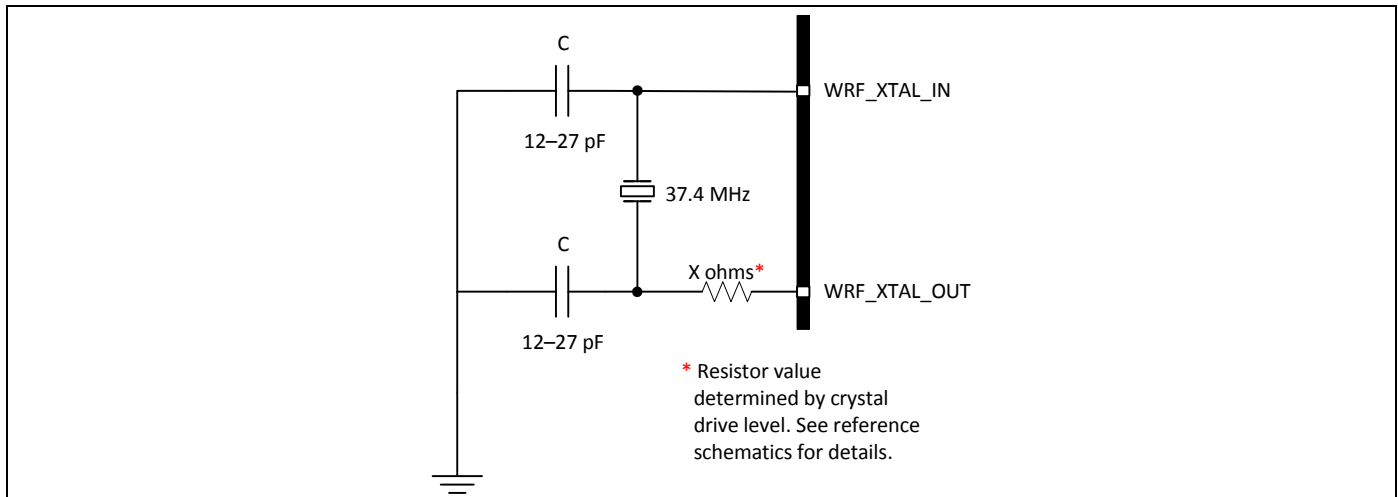 C
WRF_XTAL_IN
12–27 pF
37.4 MHz
C
X ohms*
WRF_XTAL_OUT
12–27 pF
* Resistor value
determined by crystal
drive level. See reference
schematics for details.